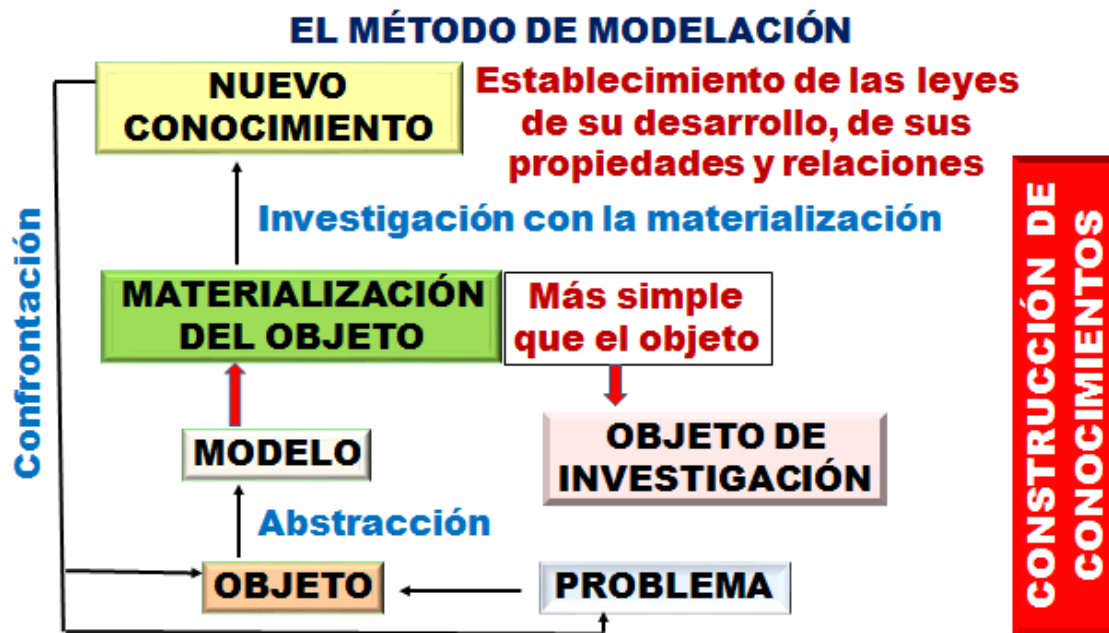 EL MÉTODO DE MODELACIÓN
NUEVO
CONOCIMIENTO
Establecimiento de las leyes
de su desarrollo, de sus
propiedades y relaciones
Investigación con la materialización
MATERIALIZACIÓN
DEL OBJETO
Más simple
que el objeto
MODELO
OBJETO DE
INVESTIGACIÓN
Abstracción
OBJETO
PROBLEMA
Confrontación
CONSTRUCCIÓN DE
CONOCIMIENTOS